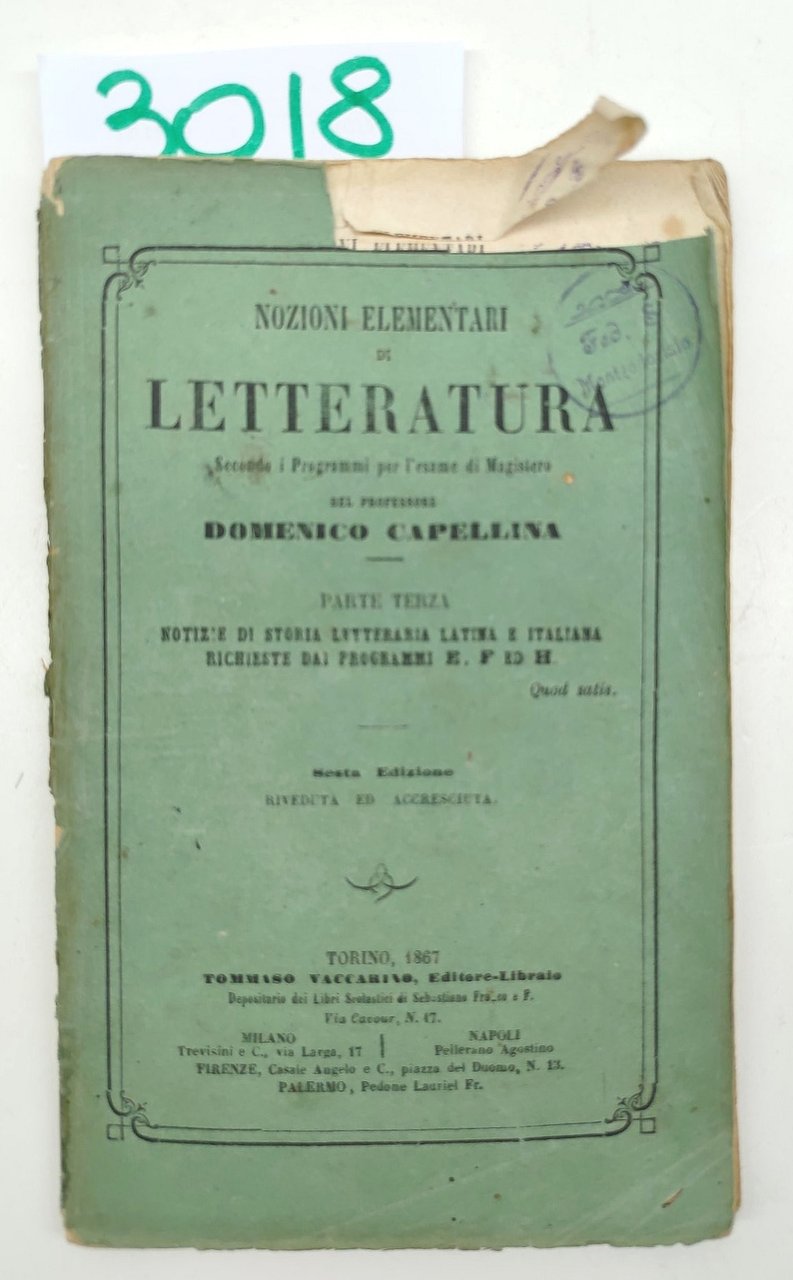 3018
NI ELEMENTARI
NOZIONI ELEMENTARI
DI
LETTERATURA
Secondo i Programmi per l'esame di Magistero
DEL PROFESSORE
DOMENICO CAPELLINA
PARTE TERZA
NOTIZIE DI STORIA LETTERARIA LATINA E ITALIANA
RICHIESTE DAI PROGRAMMI E. F ED H.
Quod satis.
Sesta Edizione
RIVEDUTA ED ACCRESCIUTA.
TORINO, 1867
TOMMASO VACCARINO, Editore-Libraio
Depositario dei Libri Scolastici di Sebastiano Franco e F.
Via Cavour, N. 17.
MILANO
Trevisini e C., via Larga, 17
NAPOLI
Pellerano Agostino
FIRENZE, Casale Angelo e C., piazza del Duomo, N. 13.
PALERMO, Pedone Lauriel Fr.